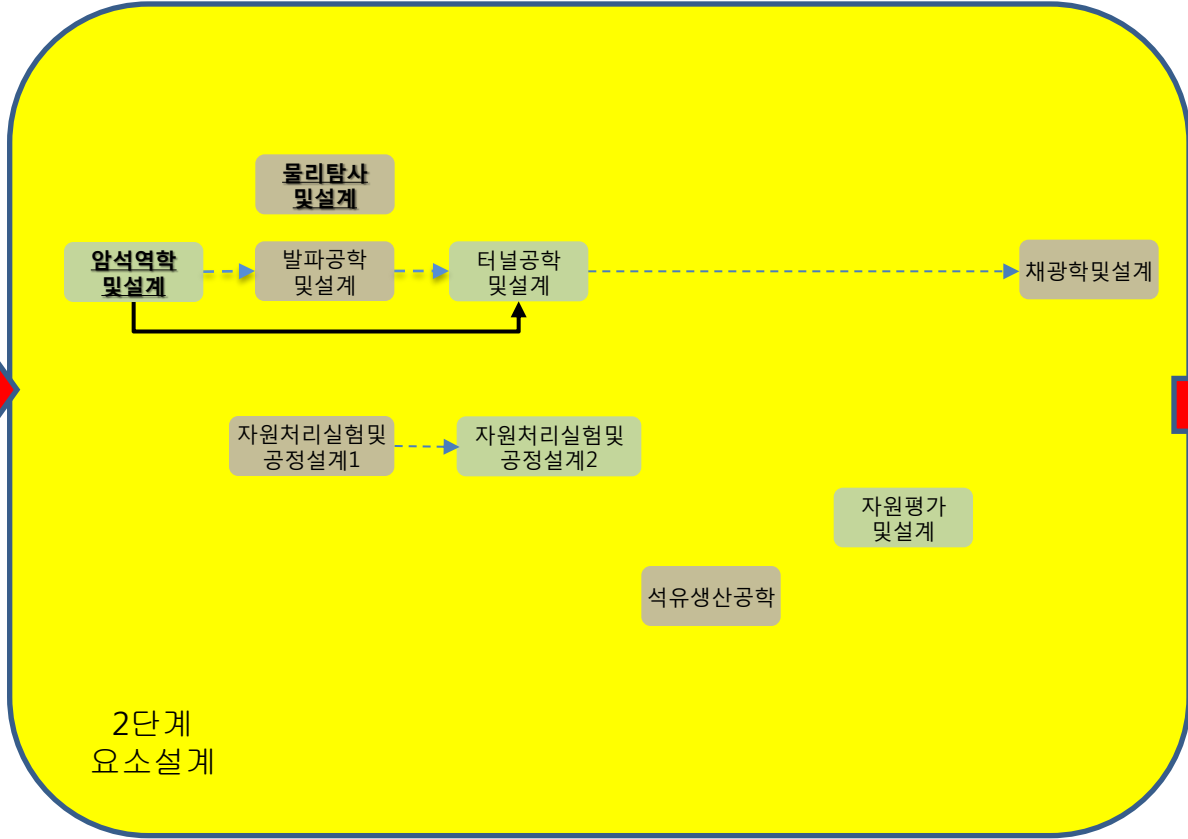 물리탐사
및설계
암석역학
및설계
발파공학
및설계
터널공학
및설계
채광학및설계
자원처리실험및
공정설계1
자원처리실험및
공정설계2
자원평가
및설계
석유생산공학
2단계
요소설계